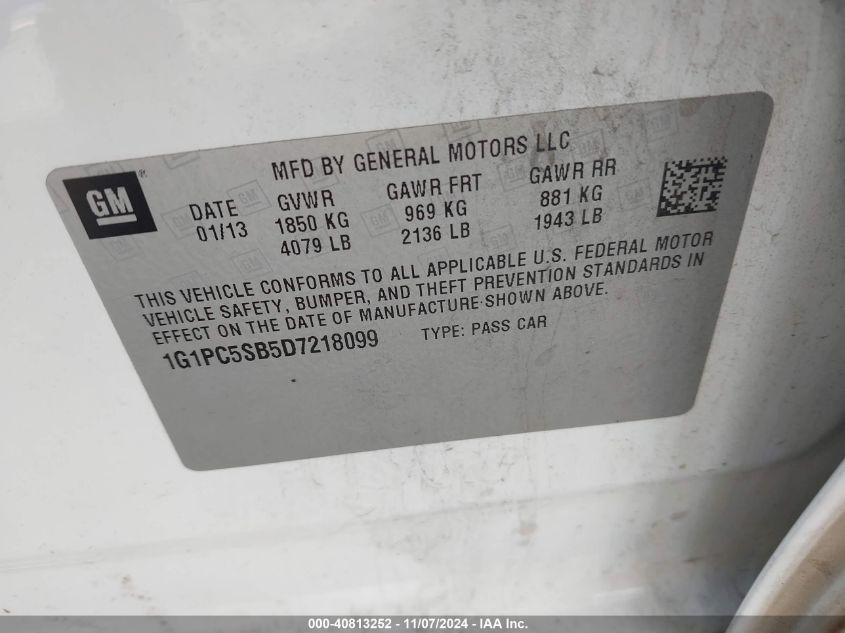 GM®
MFD BY GENERAL MOTORS LLC
DATE GVWR GAWR FRT GAWR RR
01/13 1850 KG 969 KG 881 KG
4079 LB 2136 LB 1943 LB
THIS VEHICLE CONFORMS TO ALL APPLICABLE U.S. FEDERAL MOTOR
VEHICLE SAFETY, BUMPER, AND THEFT PREVENTION STANDARDS IN
EFFECT ON THE DATE OF MANUFACTURE SHOWN ABOVE.
1G1PC5SB5D7218099 TYPE: PASS CAR
000-40813252 - 11/07/2024 - IAA Inc.